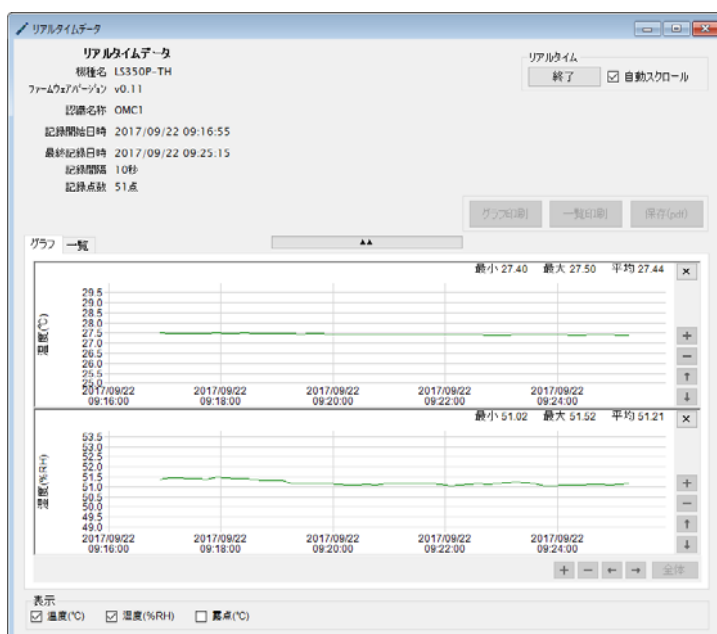 リアルタイムデータ
リアルタイムデータ
機種名 LS350P-TH
ファームウェアバージョン v0.11
認識名称 OMC1
記録開始日時 2017/09/22 09:16:55
最終記録日時 2017/09/22 09:25:15
記録間隔 10秒
記録点数 51点
リアルタイム
終了 自動スクロール
グラフ印刷 一覧印刷 保存(pdf)
グラフ 一覧
最小 27.40 最大 27.50 平均 27.44
温度(℃)
29.5
29.0
28.5
28.0
27.5
27.0
26.5
26.0
25.5
25.0
2017/09/22 2017/09/22 2017/09/22 2017/09/22 2017/09/22
09:16:00 09:18:00 09:20:00 09:22:00 09:24:00
最小 51.02 最大 51.52 平均 51.21
湿度(%RH)
53.5
53.0
52.5
52.0
51.5
51.0
50.5
50.0
49.5
49.0
2017/09/22 2017/09/22 2017/09/22 2017/09/22 2017/09/22
09:16:00 09:18:00 09:20:00 09:22:00 09:24:00
全体
表示
温度(℃) 湿度(%RH) 露点(℃)